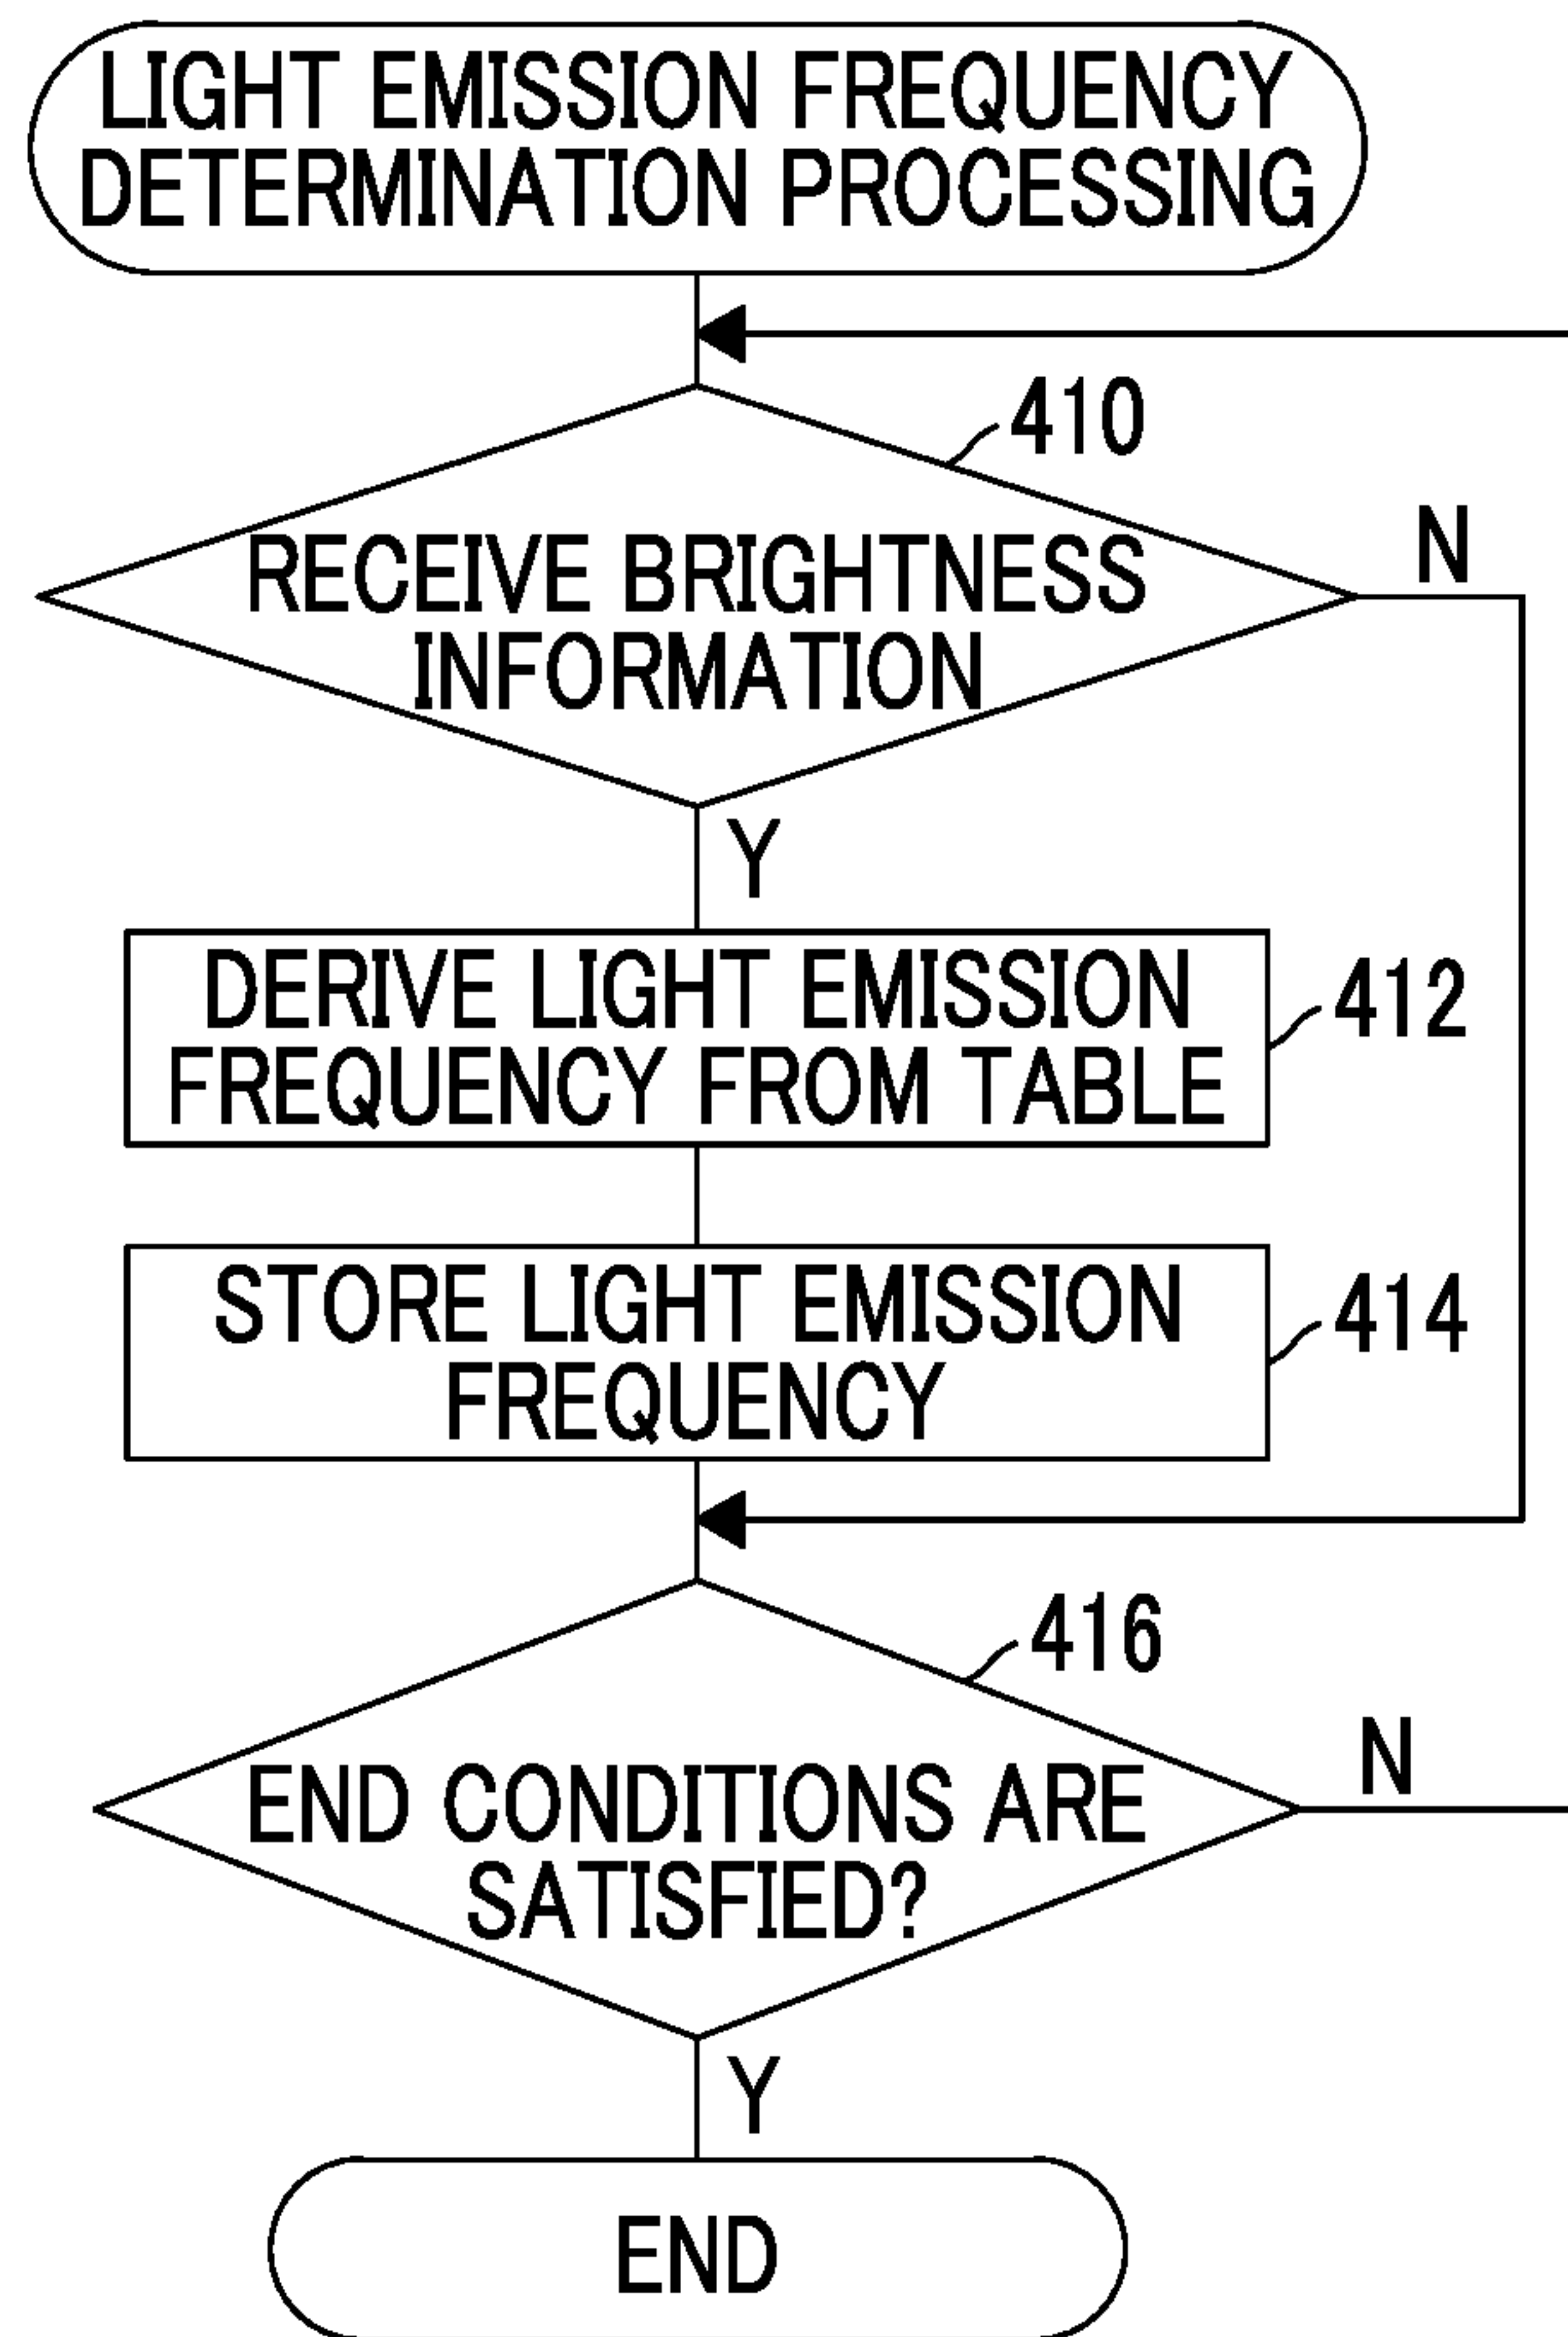 LIGHT EMISSION FREQUENCY
DETERMINATION PROCESSING
410
N
RECEIVE BRIGHTNESS
INFORMATION
Y
DERIVE LIGHT EMISSION
FREQUENCY FROM TABLE
412
STORE LIGHT EMISSION
FREQUENCY
414
416
N
END CONDITIONS ARE
SATISFIED?
Y
END